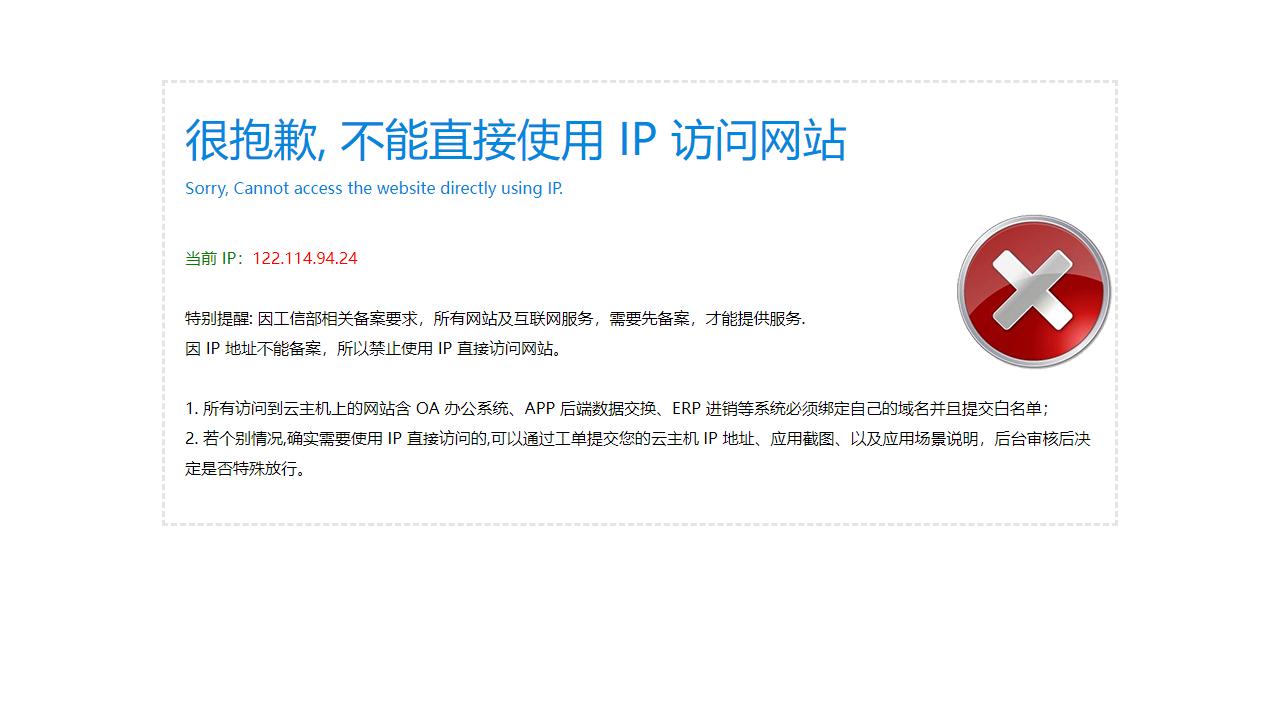 很抱歉, 不能直接使用 IP 访问网站
Sorry, Cannot access the website directly using IP.
当前 IP：122.114.94.24
特别提醒: 因工信部相关备案要求，所有网站及互联网服务，需要先备案，才能提供服务.
因 IP 地址不能备案，所以禁止使用 IP 直接访问网站。
1. 所有访问到云主机上的网站含 OA 办公系统、APP 后端数据交换、ERP 进销等系统必须绑定自己的域名并且提交白名单；
2. 若个别情况,确实需要使用 IP 直接访问的,可以通过工单提交您的云主机 IP 地址、应用截图、以及应用场景说明，后台审核后决
定是否特殊放行。